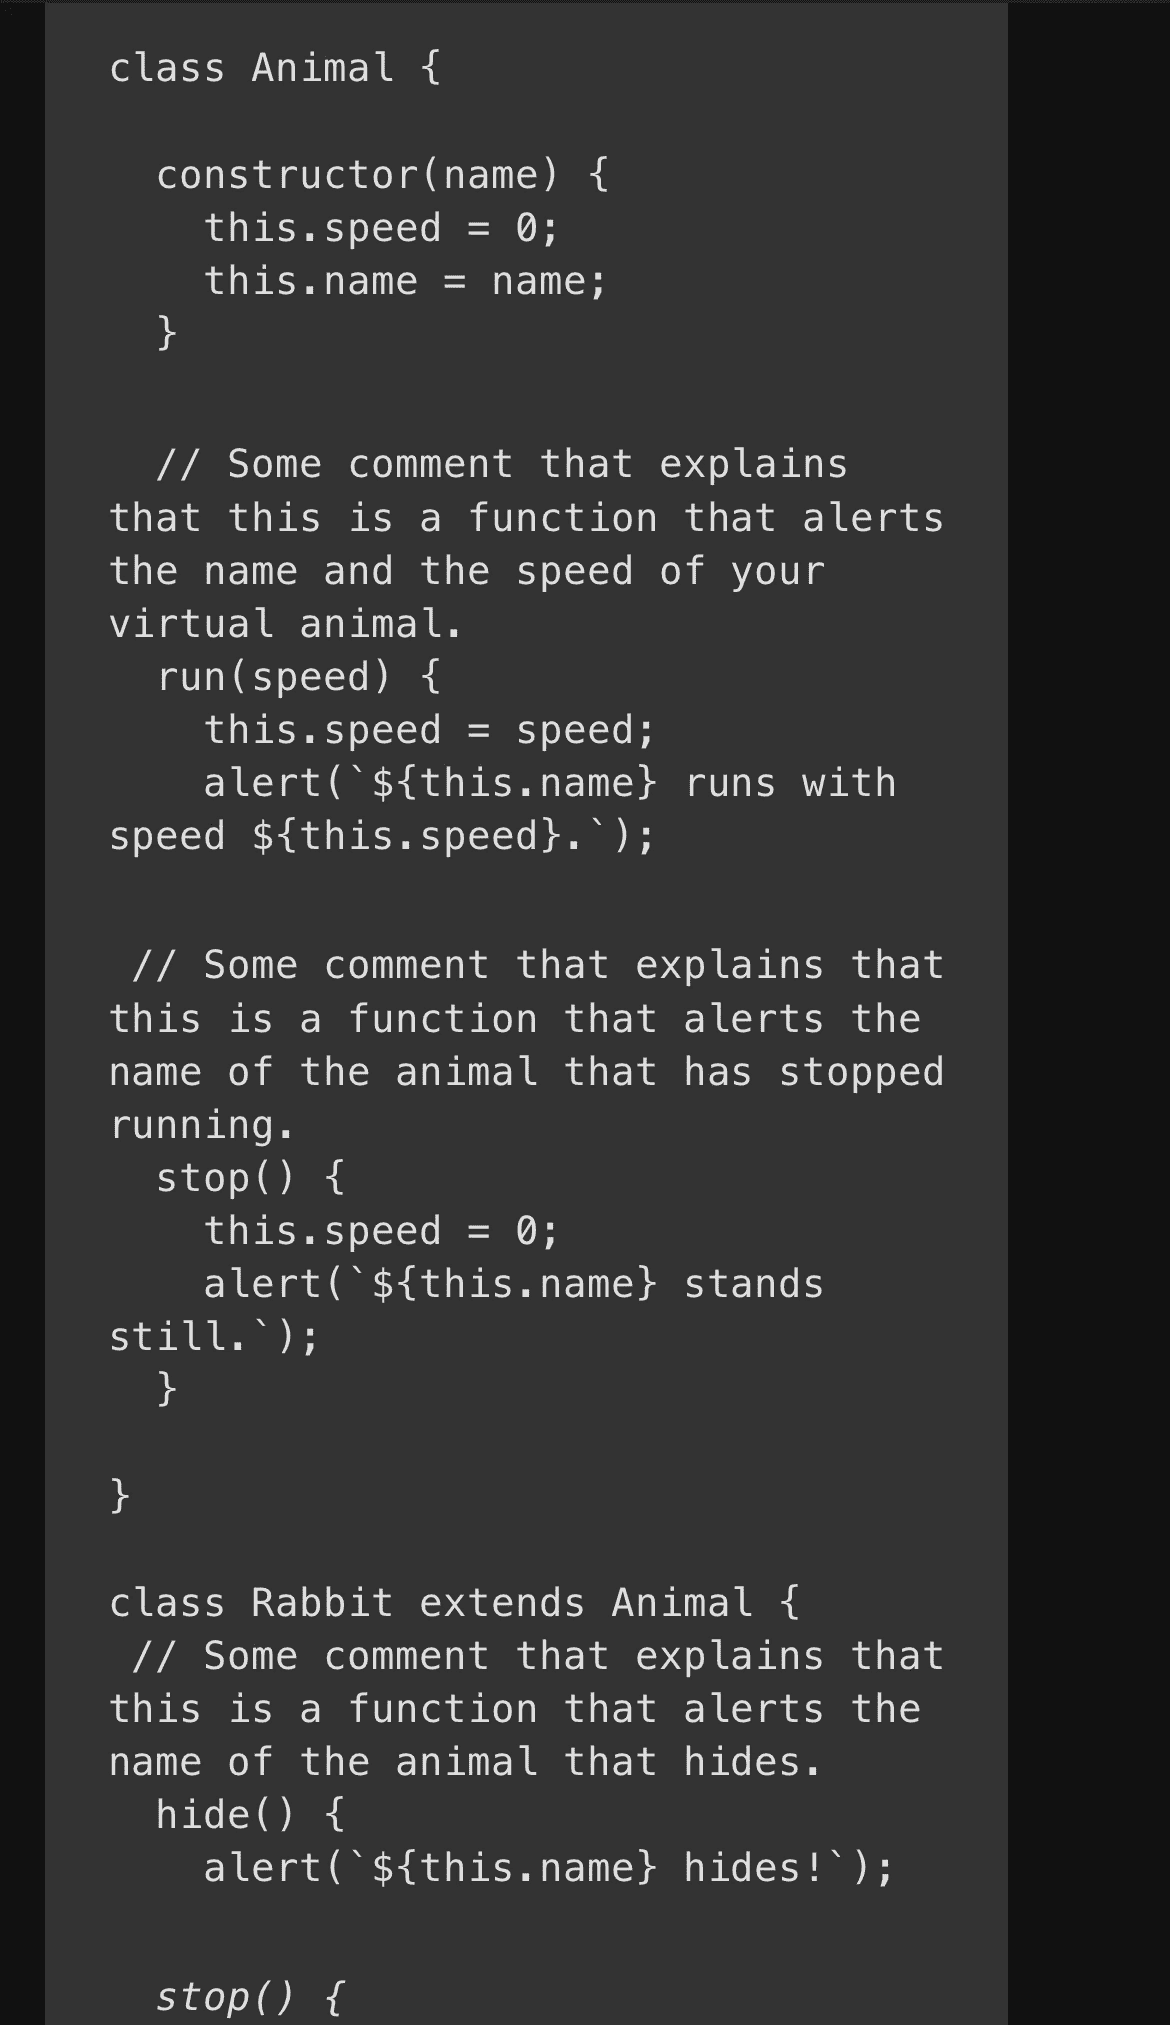 class Animal {
  constructor(name) {
    this.speed = 0;
    this.name = name;
  }
  // Some comment that explains
that this is a function that alerts
the name and the speed of your
virtual animal.
  run(speed) {
    this.speed = speed;
    alert(`${this.name} runs with
speed ${this.speed}.`);
 // Some comment that explains that
this is a function that alerts the
name of the animal that has stopped
running.
  stop() {
    this.speed = 0;
    alert(`${this.name} stands
still.`);
  }
}
class Rabbit extends Animal {
 // Some comment that explains that
this is a function that alerts the
name of the animal that hides.
  hide() {
    alert(`${this.name} hides!`);
  stop() {